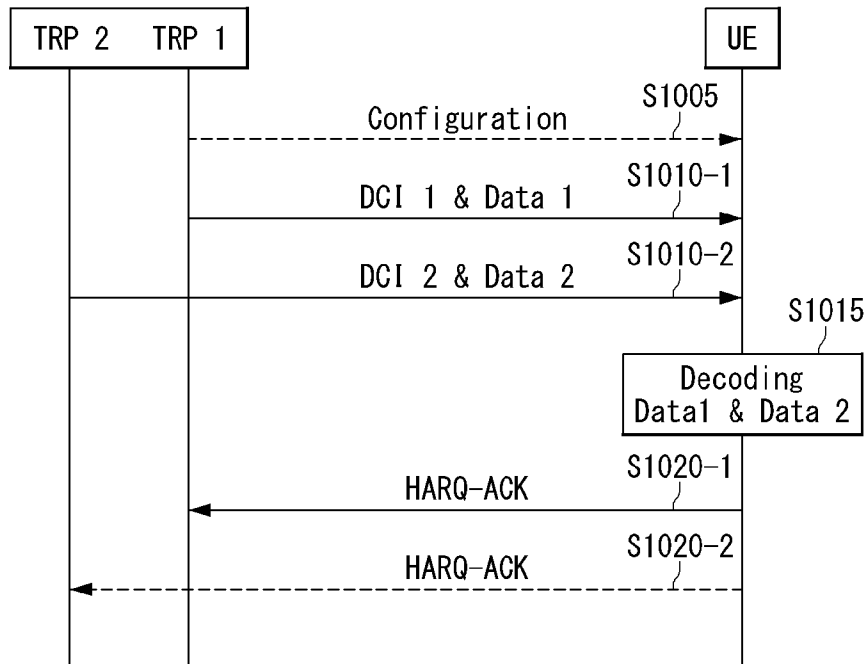 TRP 2 TRP 1
UE
S1005
Configuration
S1010-1
DCI 1 & Data 1
S1010-2
DCI 2 & Data 2
S1015
Decoding
Data1 & Data 2
S1020-1
HARQ-ACK
S1020-2
HARQ-ACK